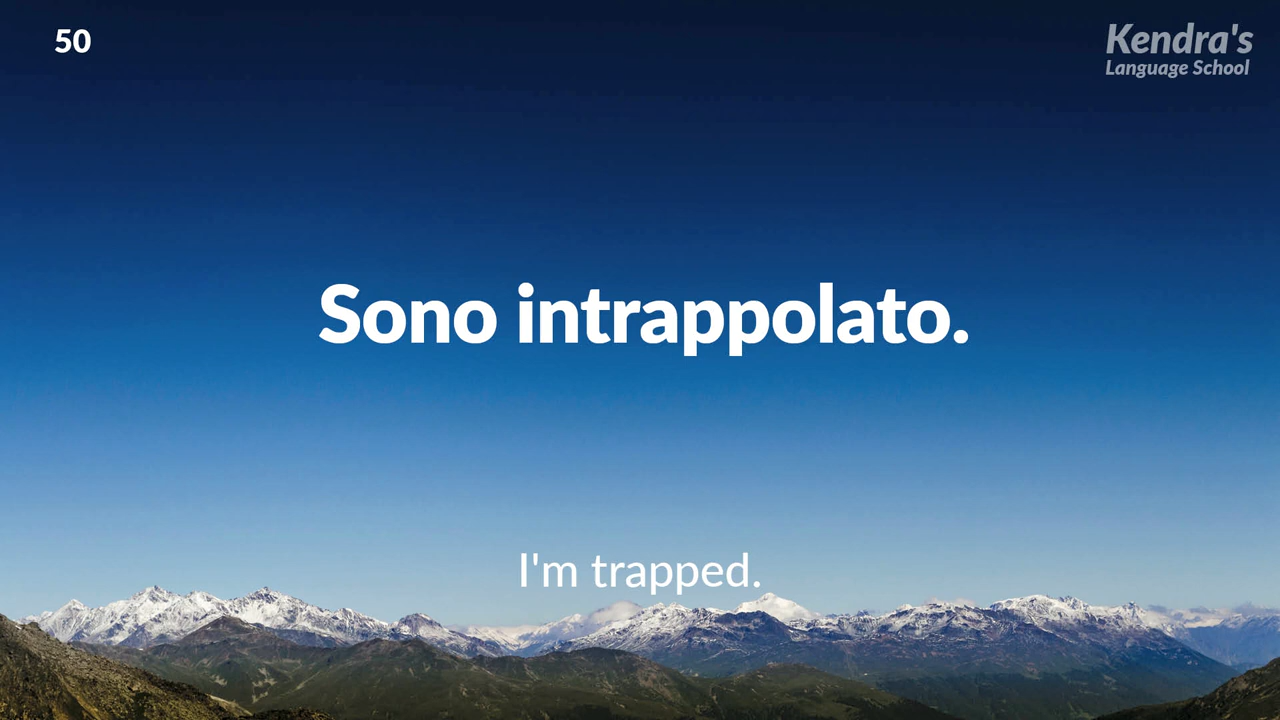 50
Kendra's
Language School
Sono intrappolato.
I'm trapped.